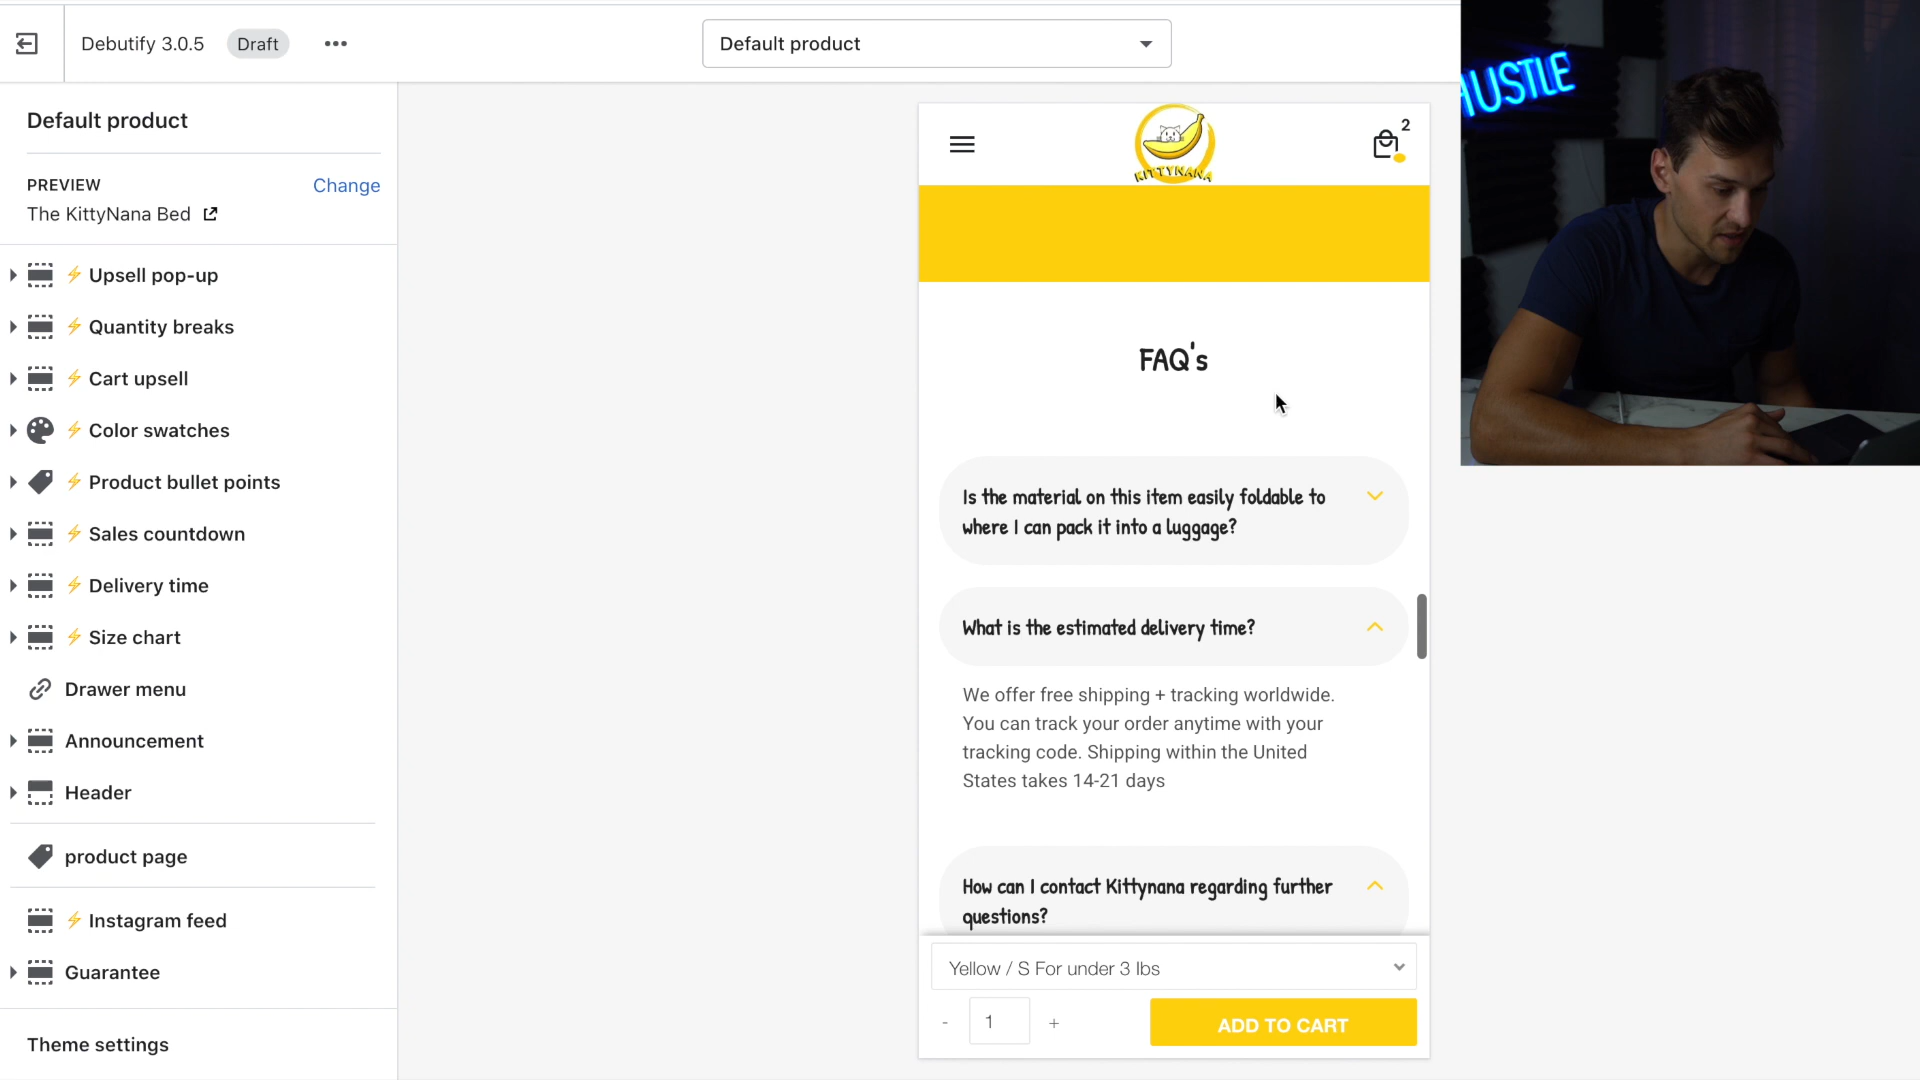 Debutify 3.0.5
Draft
Default product
Default product
PREVIEW
Change
The KittyNana Bed
Upsell pop-up
Quantity breaks
Cart upsell
Color swatches
Product bullet points
Sales countdown
Delivery time
Size chart
Drawer menu
Announcement
Header
product page
Instagram feed
Guarantee
Theme settings
KITTYNANA
2
FAQ's
Is the material on this item easily foldable to
where I can pack it into a luggage?
What is the estimated delivery time?
We offer free shipping + tracking worldwide.
You can track your order anytime with your
tracking code. Shipping within the United
States takes 14-21 days
How can I contact Kittynana regarding further
questions?
Yellow / S For under 3 lbs
- 1 +
ADD TO CART
HUSTLE